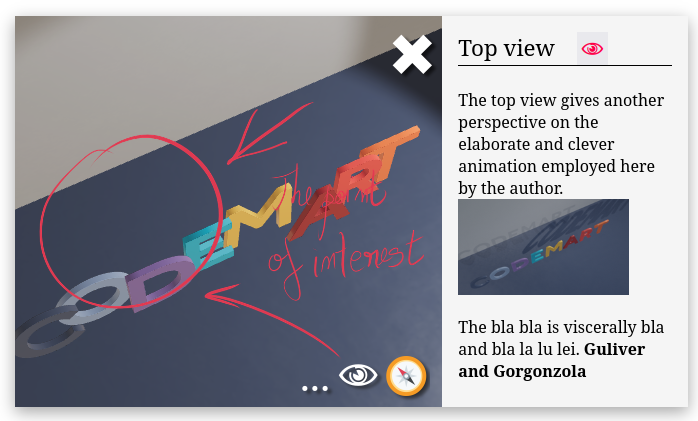 CODEMART
The point
of interest
...
Top view
The top view gives another
perspective on the
elaborate and clever
animation employed here
by the author.
CODEMART
The bla bla is viscerally bla
and bla la lu lei. Guliver
and Gorgonzola